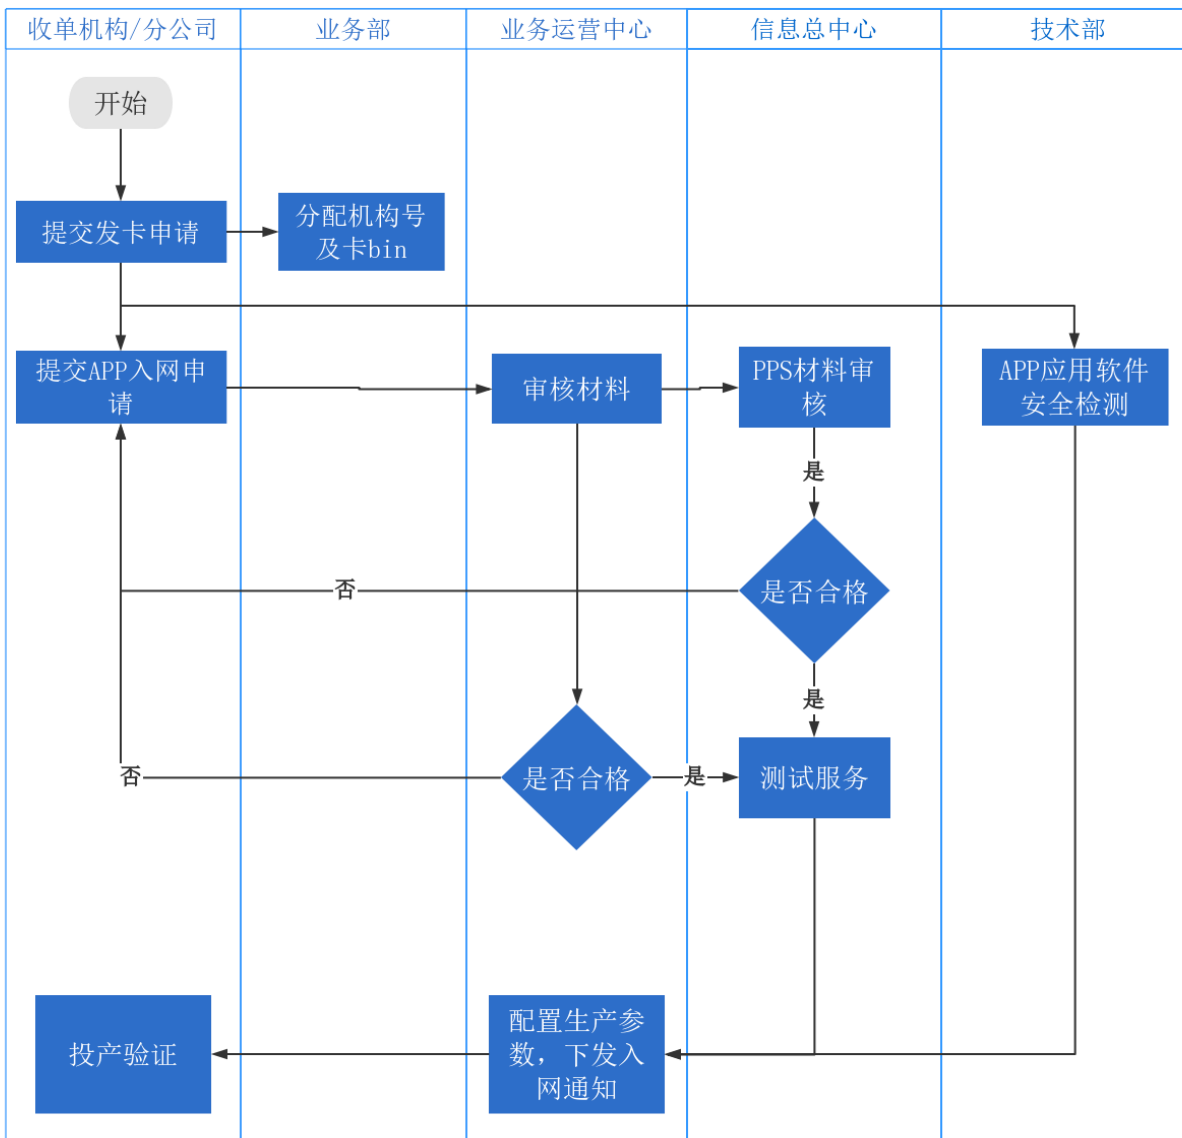 收单机构/分公司
业务部
业务运营中心
信息总中心
技术部
开始
提交发卡申请
分配机构号
及卡bin
提交APP入网申
请
审核材料
PPS材料审
核
APP应用软件
安全检测
是
是否合格
否
是
是否合格
否
是
测试服务
投产验证
配置生产参
数，下发入
网通知